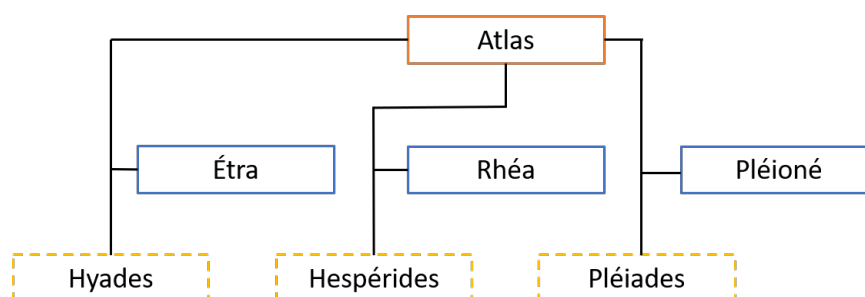 Atlas
Étra
Rhéa
Pléioné
Hyades
Hespérides
Pléiades